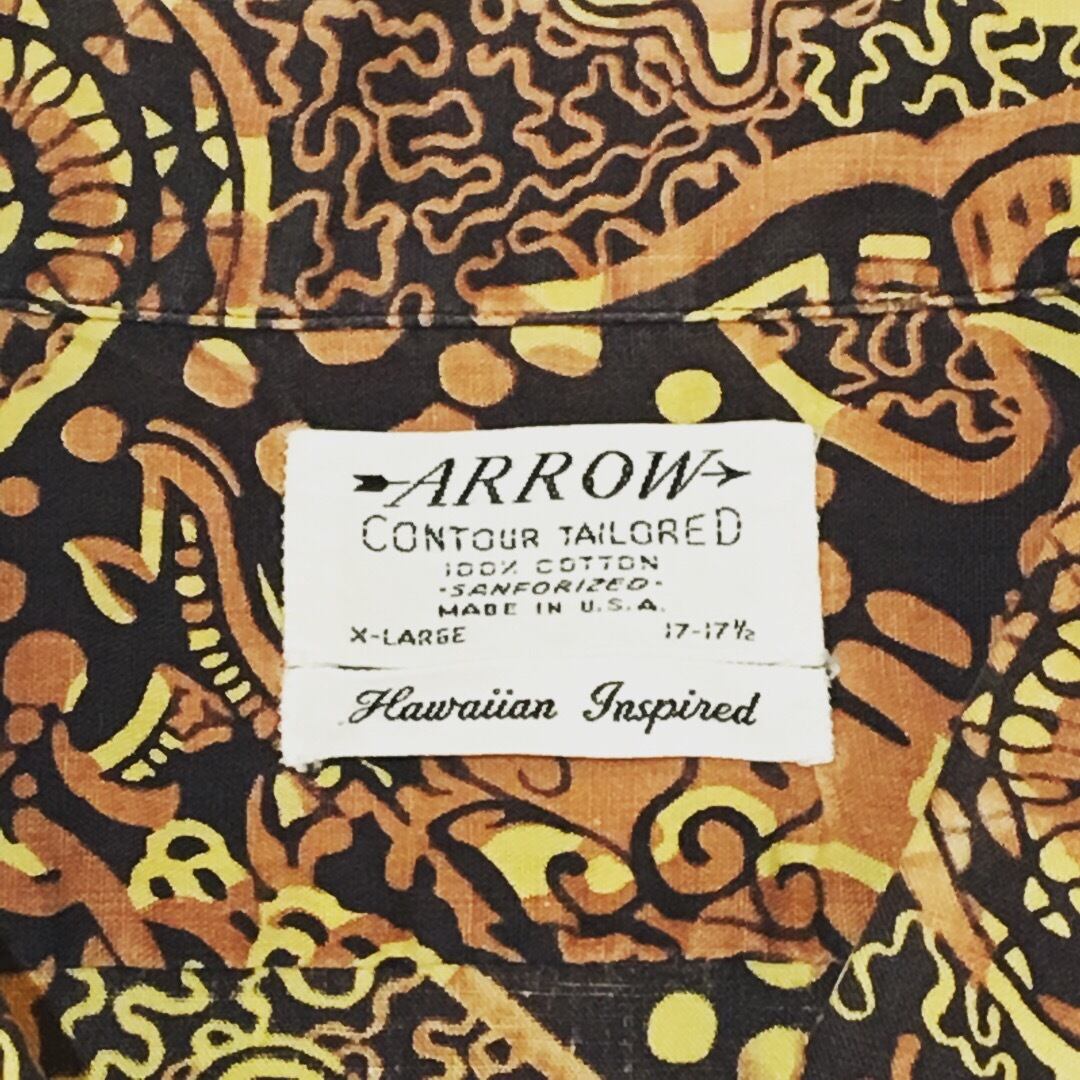 ARROW
CONTOUR TAILORED
100% COTTON
-SANFORIZED-
MADE IN U.S.A.
X-LARGE 17-17½
Hawaiian Inspired